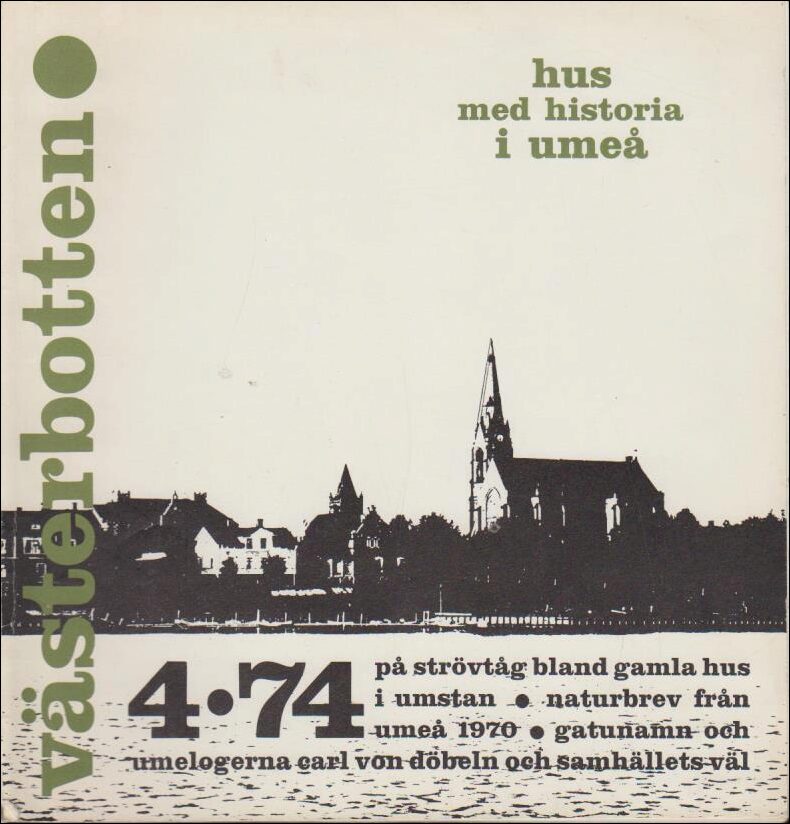 västerbotten●
hus
med historia
i umeå
4•74
på strövtåg bland gamla hus
i umstan ● naturbrev från
umeå 1970 ● gatunamn och
umelogerna carl von döbeln och samhällets väl